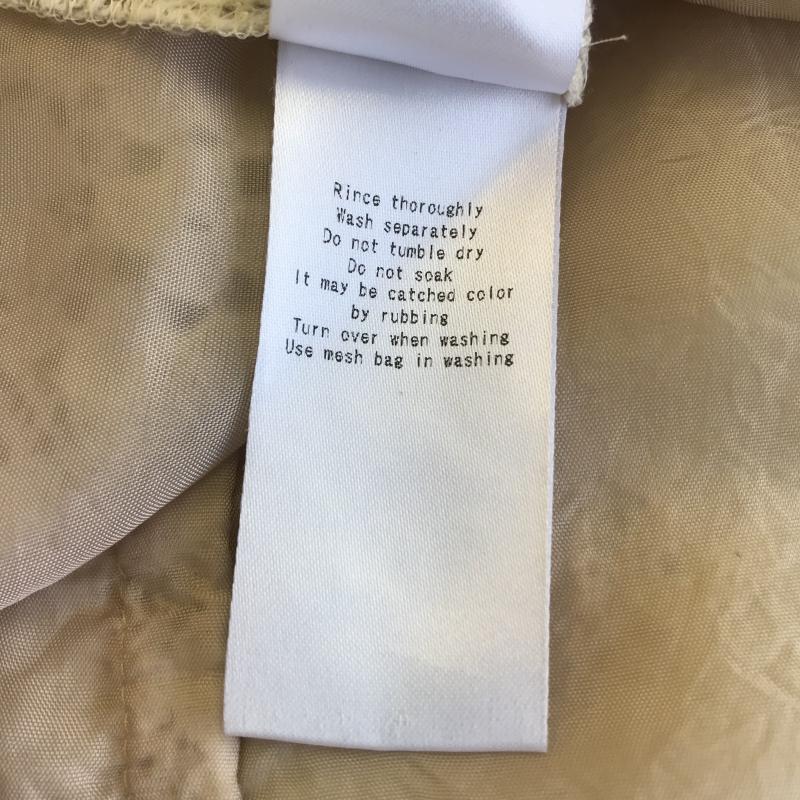 Rince thoroughly
Wash separately
Do not tumble dry
Do not soak
It may be catched color
by rubbing
Turn over when washing
Use mesh bag in washing